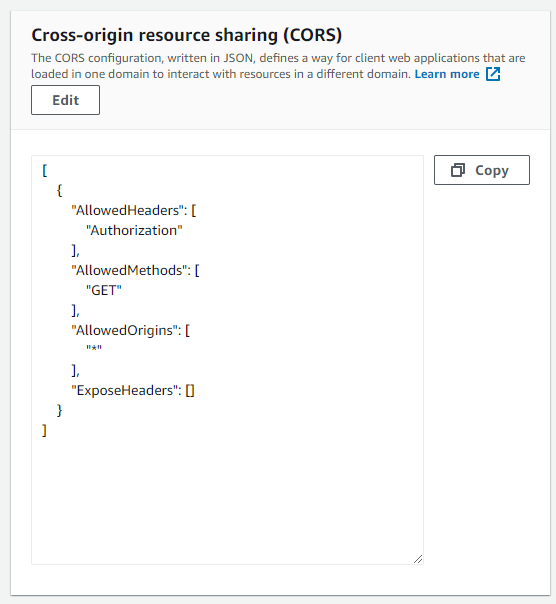 Cross-origin resource sharing (CORS)
The CORS configuration, written in JSON, defines a way for client web applications that are
loaded in one domain to interact with resources in a different domain. Learn more
Edit
Copy
[
{
"AllowedHeaders": [
"Authorization"
],
"AllowedMethods": [
"GET"
],
"AllowedOrigins": [
"*"
],
"ExposeHeaders": []
}
]